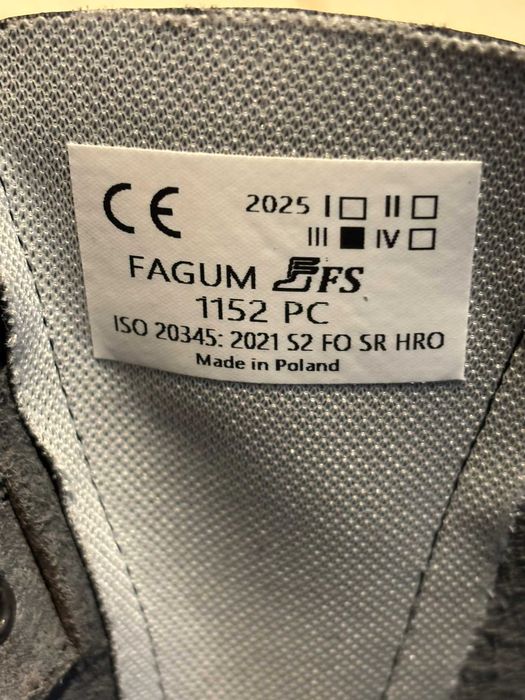 CE 2025 I □ II □
III ■ IV □
FAGUM FS
1152 PC
ISO 20345: 2021 S2 FO SR HRO
Made in Poland